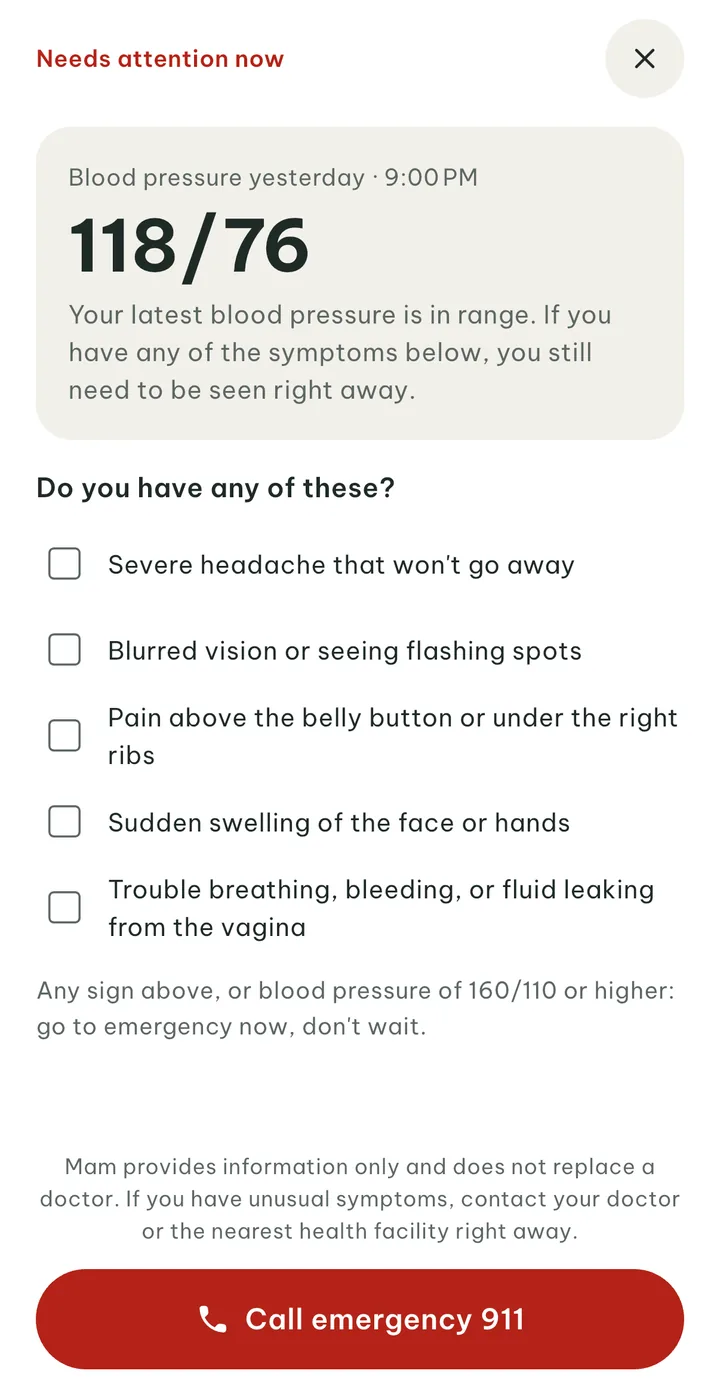 Needs attention now
Blood pressure yesterday · 9:00 PM
118/76
Your latest blood pressure is in range. If you
have any of the symptoms below, you still
need to be seen right away.
Do you have any of these?
Severe headache that won't go away
Blurred vision or seeing flashing spots
Pain above the belly button or under the right
ribs
Sudden swelling of the face or hands
Trouble breathing, bleeding, or fluid leaking
from the vagina
Any sign above, or blood pressure of 160/110 or higher:
go to emergency now, don't wait.
Mam provides information only and does not replace a
doctor. If you have unusual symptoms, contact your doctor
or the nearest health facility right away.
Call emergency 911